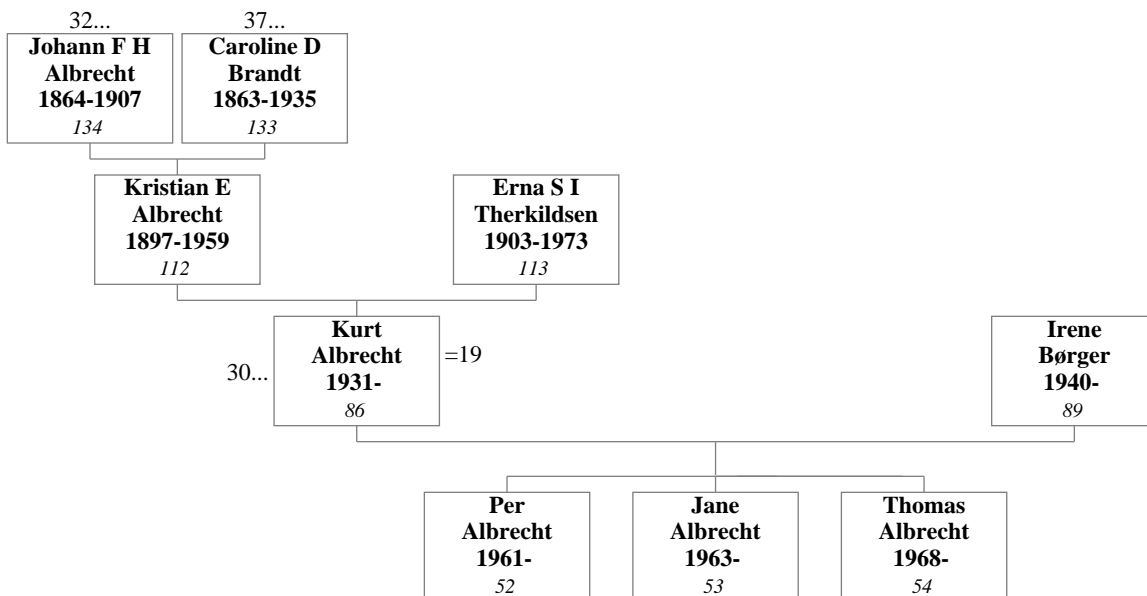 32...
37...
Johann F H
Albrecht
1864-1907
134
Caroline D
Brandt
1863-1935
133
Kristian E
Albrecht
1897-1959
112
Erna S I
Therkildsen
1903-1973
113
30...
Kurt
Albrecht
1931-
86
=19
Irene
Børger
1940-
89
Per
Albrecht
1961-
52
Jane
Albrecht
1963-
53
Thomas
Albrecht
1968-
54